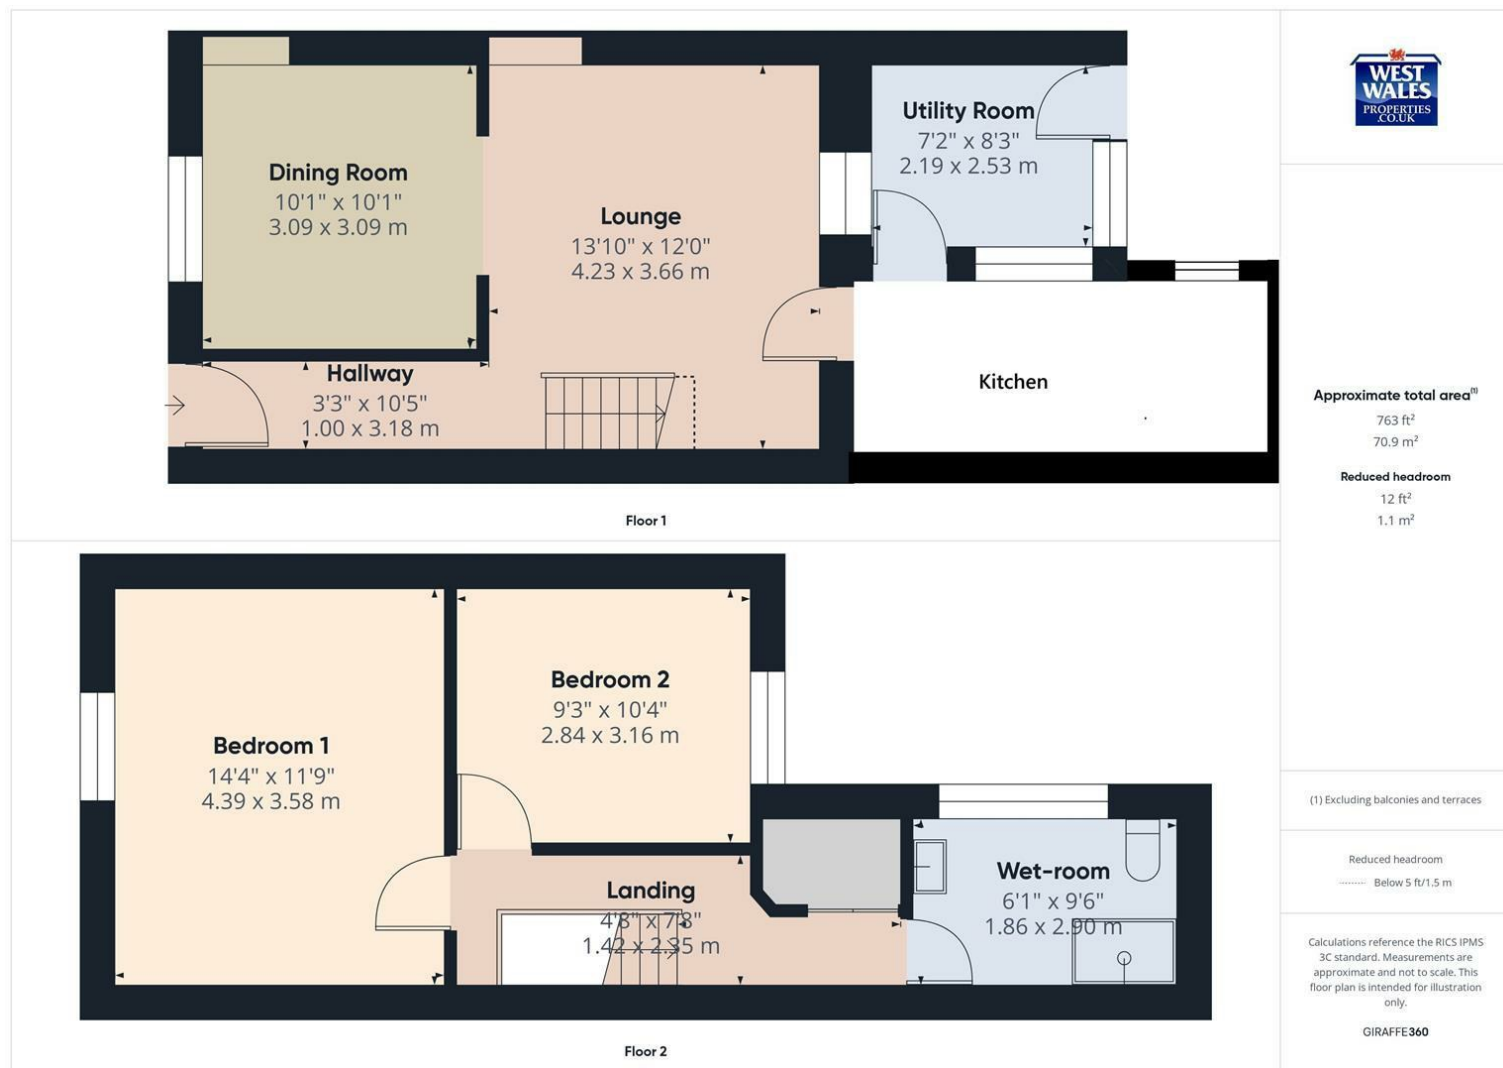 Utility Room
7'2" x 8'3"
2.19 x 2.53 m
Dining Room
10'1" x 10'1"
3.09 x 3.09 m
Lounge
13'10" x 12'0"
4.23 x 3.66 m
Hallway
3'3" x 10'5"
1.00 x 3.18 m
Kitchen
Floor 1
Bedroom 1
14'4" x 11'9"
4.39 x 3.58 m
Bedroom 2
9'3" x 10'4"
2.84 x 3.16 m
Landing
4'8" x 7'8"
1.42 x 2.35 m
Wet-room
6'1" x 9'6"
1.86 x 2.90 m
Floor 2
WEST
WALES
PROPERTIES
.CO.UK
Approximate total area(1)
763 ft²
70.9 m²
Reduced headroom
12 ft²
1.1 m²
(1) Excluding balconies and terraces
Reduced headroom
Below 5 ft/1.5 m
Calculations reference the RICS IPMS
3C standard. Measurements are
approximate and not to scale. This
floor plan is intended for illustration
only.
GIRAFFE360